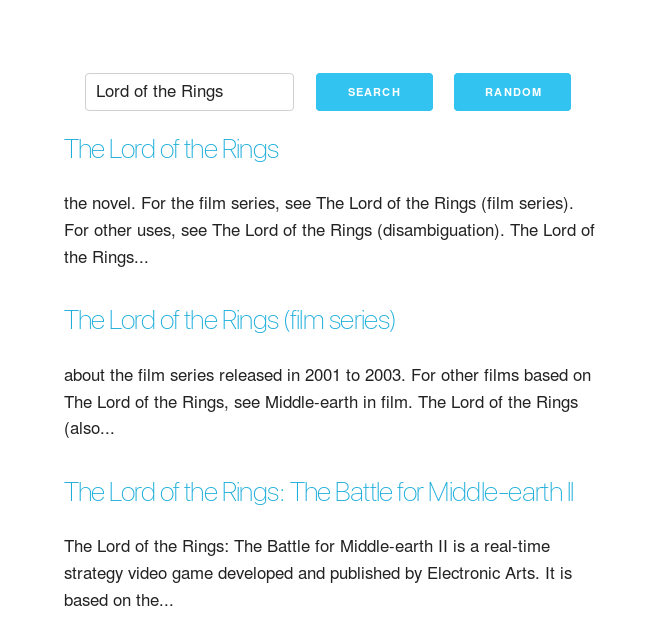 Lord of the Rings
SEARCH
RANDOM
The Lord of the Rings
the novel. For the film series, see The Lord of the Rings (film series).
For other uses, see The Lord of the Rings (disambiguation). The Lord of
the Rings...
The Lord of the Rings (film series)
about the film series released in 2001 to 2003. For other films based on
The Lord of the Rings, see Middle-earth in film. The Lord of the Rings
(also...
The Lord of the Rings: The Battle for Middle-earth II
The Lord of the Rings: The Battle for Middle-earth II is a real-time
strategy video game developed and published by Electronic Arts. It is
based on the...